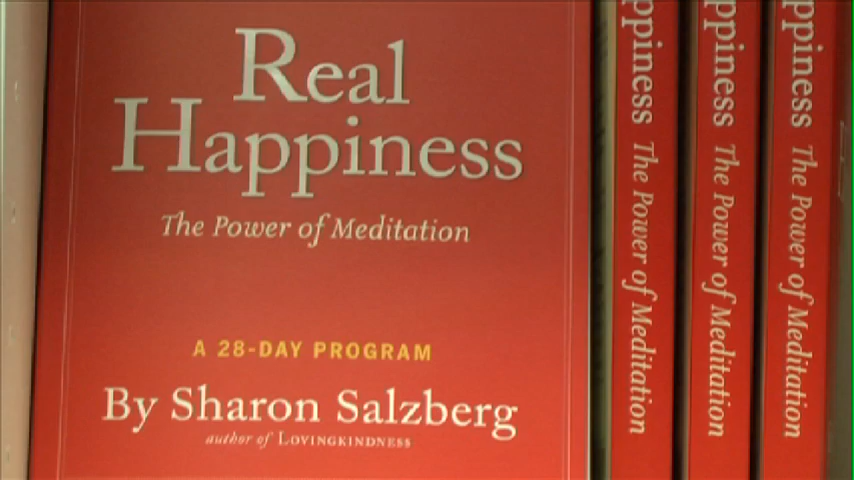 Real
Happiness
The Power of Meditation
A 28-DAY PROGRAM
By Sharon Salzberg
author of LOVINGKINDNESS
ppiness The Power of Meditation
ppiness The Power of Meditation
ppiness The Power of Meditation